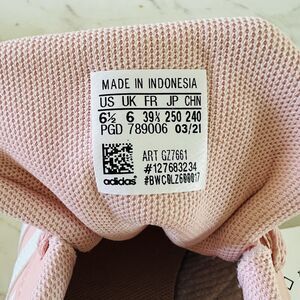 MADE IN INDONESIA
US UK FR JP CHN
6½ 6 39⅓ 250 240
PGD 789006 03/21
ART GZ7661
#127683234
adidas #BWC0LZ600017